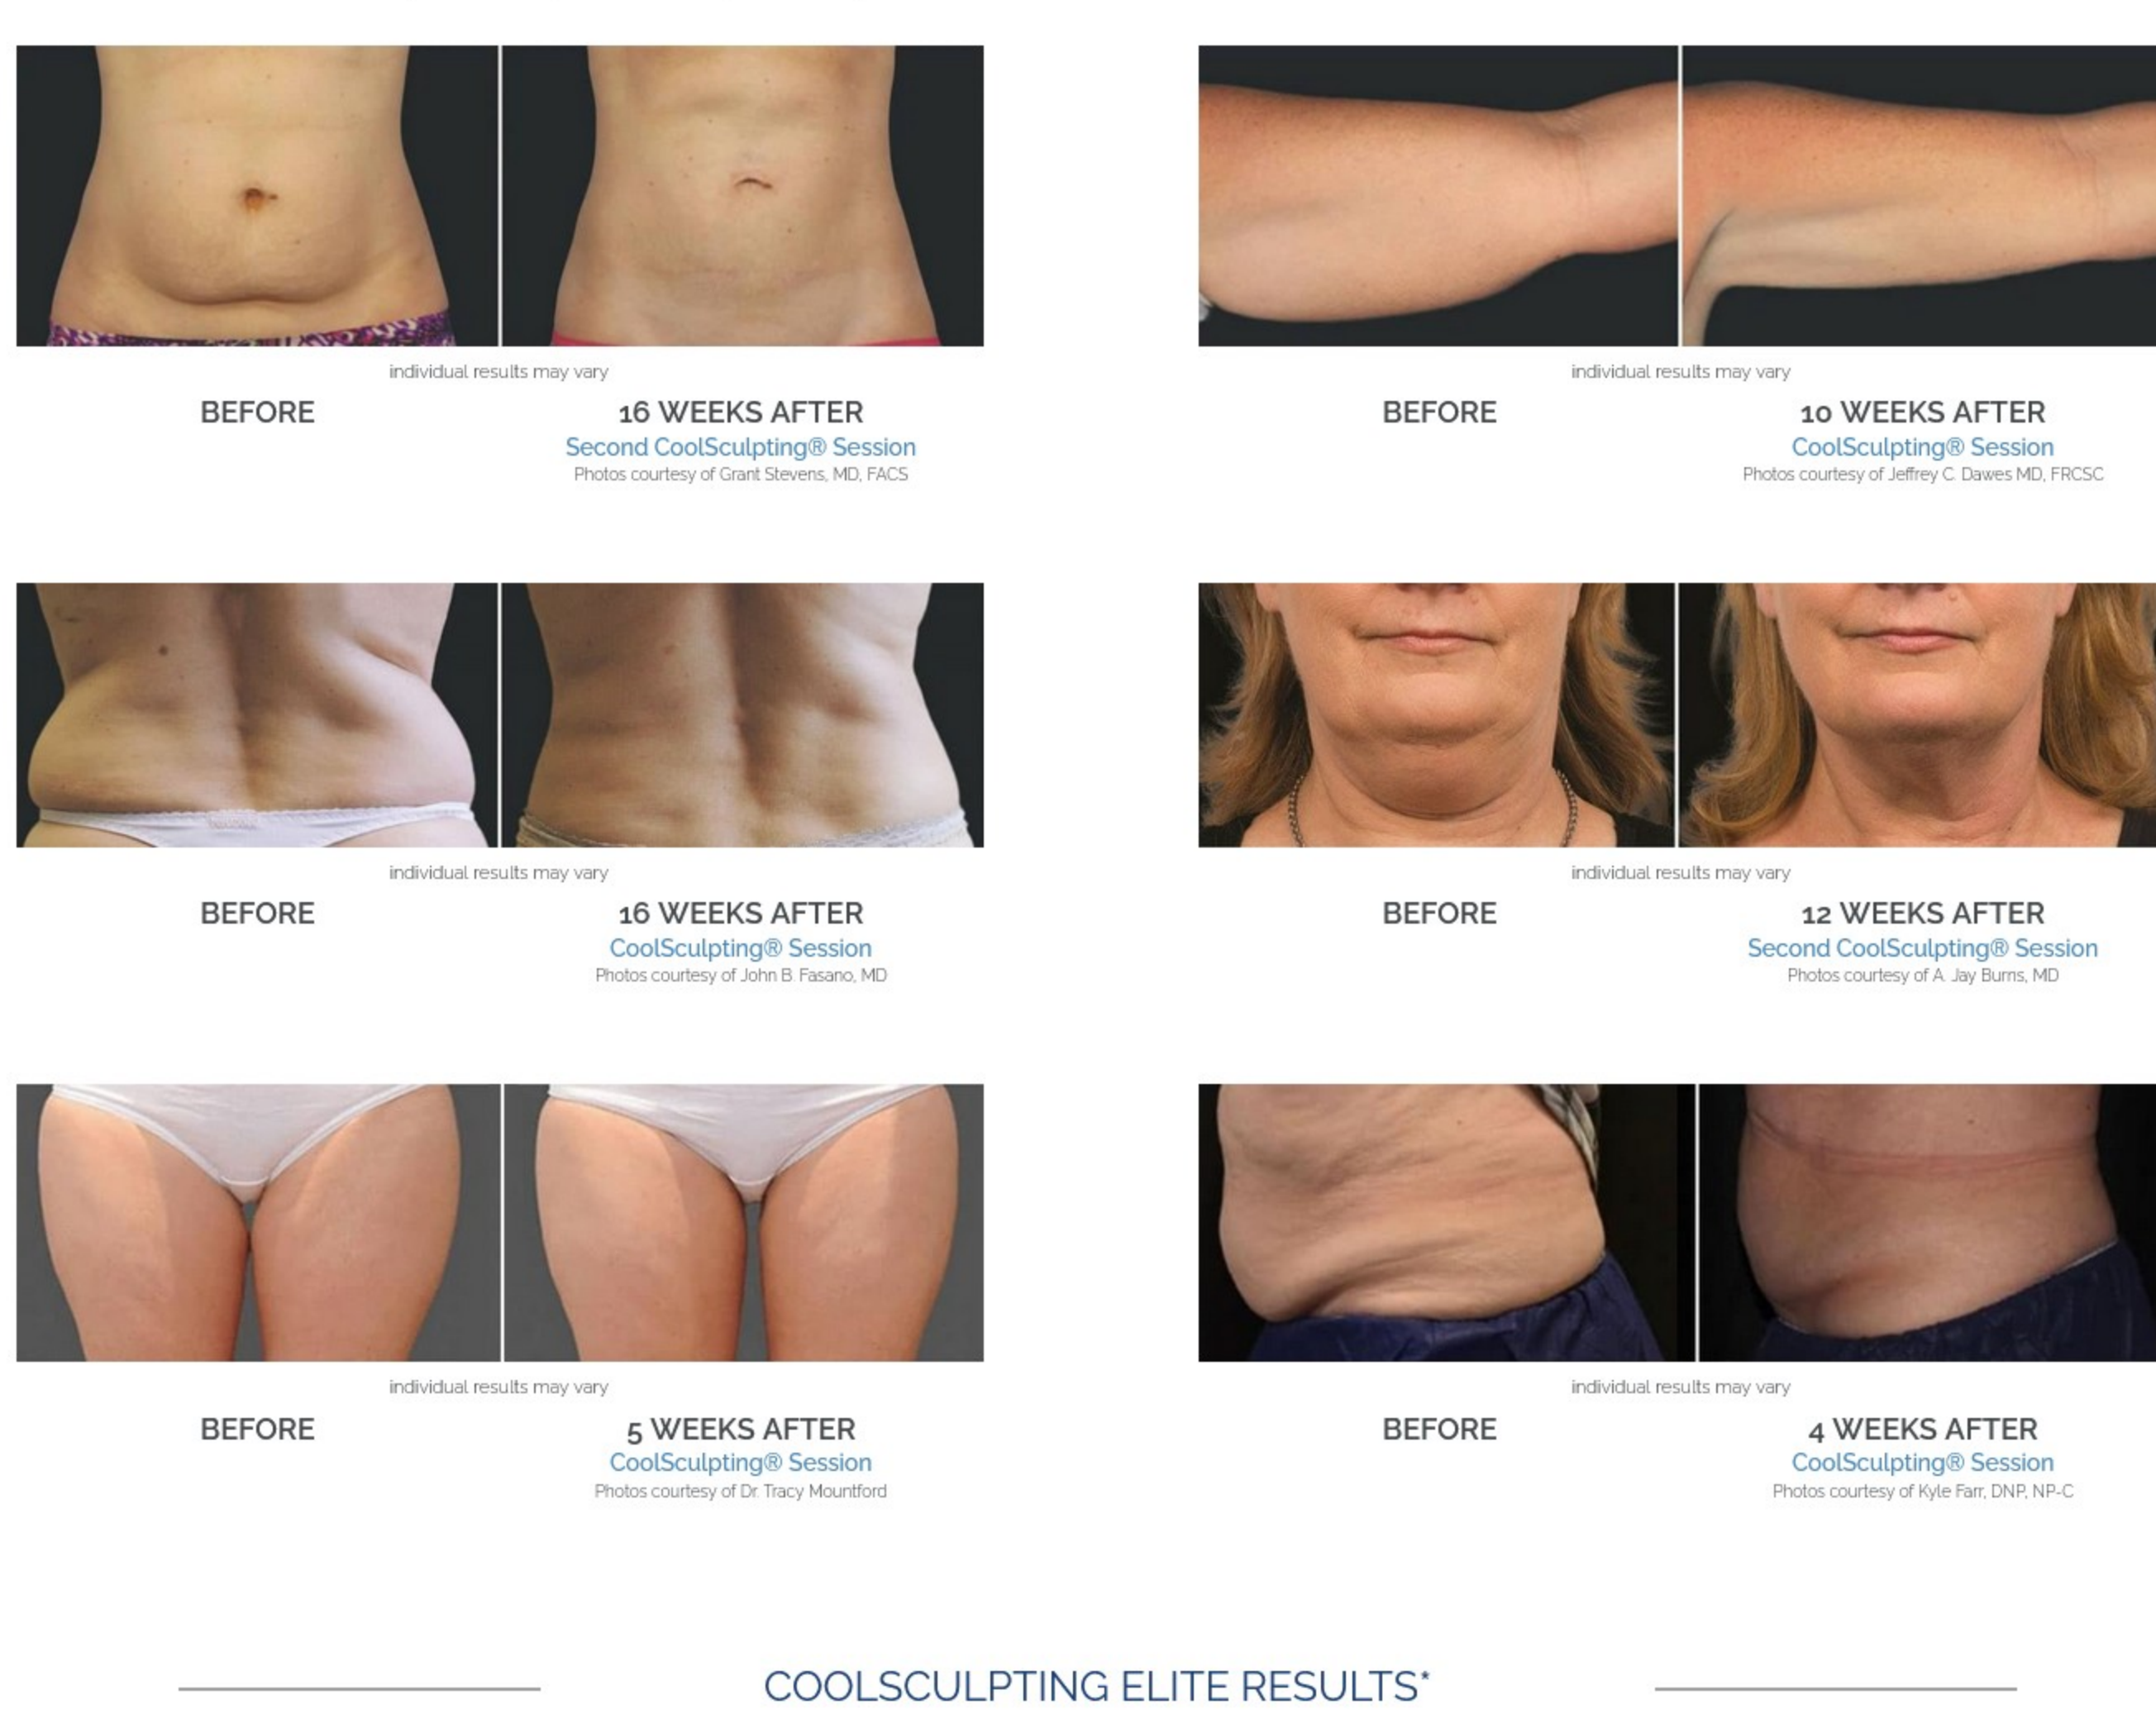 individual results may vary
BEFORE
16 WEEKS AFTER
Second CoolSculpting® Session
Photos courtesy of Grant Stevens, MD, FACS
individual results may vary
BEFORE
10 WEEKS AFTER
CoolSculpting® Session
Photos courtesy of Jeffrey C. Dawes MD, FRCSC
individual results may vary
BEFORE
16 WEEKS AFTER
CoolSculpting® Session
Photos courtesy of John B. Fasano, MD
individual results may vary
BEFORE
12 WEEKS AFTER
Second CoolSculpting® Session
Photos courtesy of A. Jay Burns, MD
individual results may vary
BEFORE
5 WEEKS AFTER
CoolSculpting® Session
Photos courtesy of Dr. Tracy Mountford
individual results may vary
BEFORE
4 WEEKS AFTER
CoolSculpting® Session
Photos courtesy of Kyle Farr, DNP, NP-C
COOLSCULPTING ELITE RESULTS*